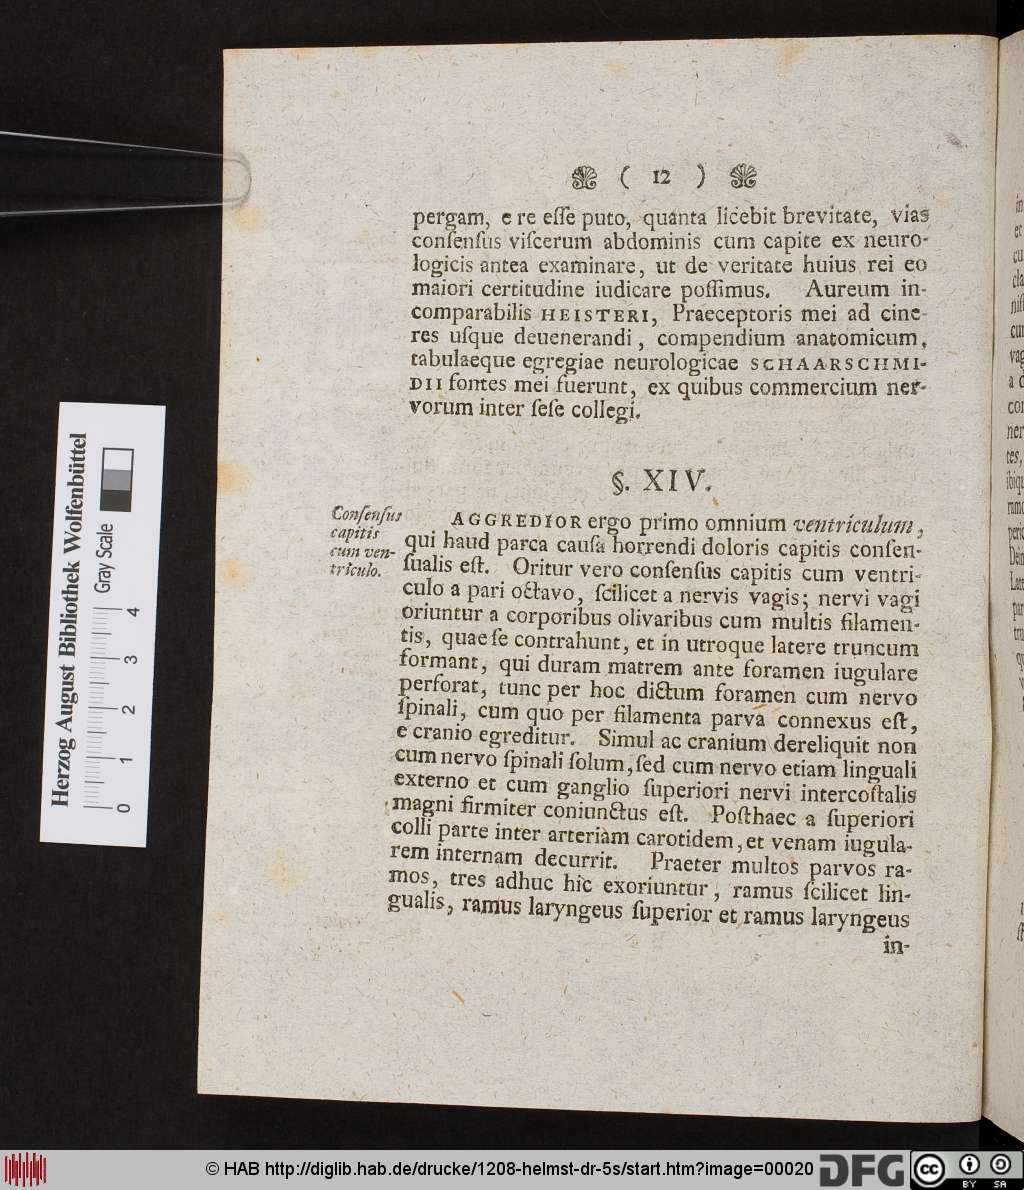 ( 12 )
pergam, e re eſſe puto, quanta licebit brevitate, vias
conſenſus viſcerum abdominis cum capite ex neuro-
logicis antea examinare, ut de veritate huius rei eo
maiori certitudine iudicare poſſimus. Aureum in-
comparabilis HEISTERI, Praeceptoris mei ad cine-
res uſque deuenerandi, compendium anatomicum,
tabulaeque egregiae neurologicae SCHAARSCHMI-
DII fontes mei fuerunt, ex quibus commercium ner-
vorum inter ſeſe collegi.
§. XIV.
Conſenſus
capitis
cum ven-
triculo.
AGGREDIOR ergo primo omnium ventriculum,
qui haud parca cauſa horrendi doloris capitis conſen-
ſualis eſt. Oritur vero conſenſus capitis cum ventri-
culo a pari octavo, ſcilicet a nervis vagis; nervi vagi
oriuntur a corporibus olivaribus cum multis filamen-
tis, quae ſe contrahunt, et in utroque latere truncum
formant, qui duram matrem ante foramen iugulare
perforat, tunc per hoc dictum foramen cum nervo
ſpinali, cum quo per filamenta parva connexus eſt,
e cranio egreditur. Simul ac cranium dereliquit non
cum nervo ſpinali ſolum, ſed cum nervo etiam linguali
externo et cum ganglio ſuperiori nervi intercoſtalis
magni firmiter coniunctus eſt. Poſthaec a ſuperiori
colli parte inter arteriam carotidem, et venam iugula-
rem internam decurrit. Praeter multos parvos ra-
mos, tres adhuc hic exoriuntur, ramus ſcilicet lin-
gualis, ramus laryngeus ſuperior et ramus laryngeus
in-
Herzog August Bibliothek Wolfenbüttel
Gray Scale
0 1 2 3 4
© HAB http://diglib.hab.de/drucke/1208-helmst-dr-5s/start.htm?image=00020
DFG
cc BY SA